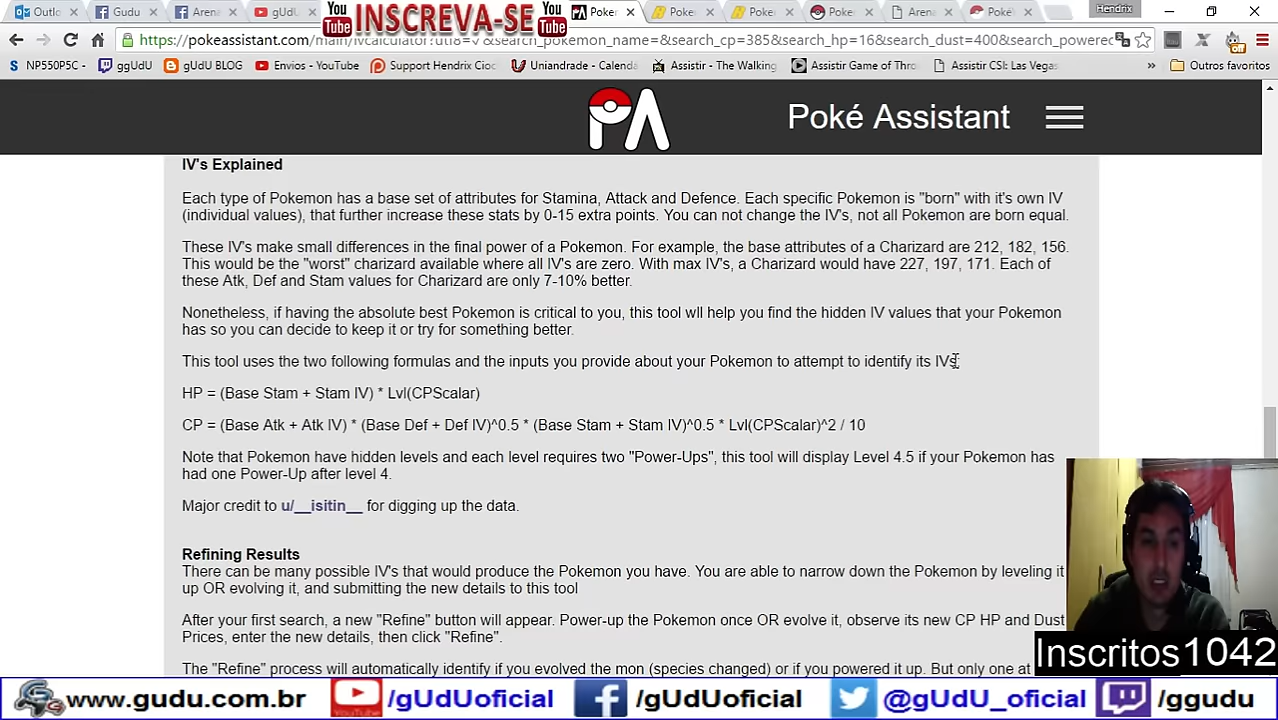 Outlo
Gudu
Arena
gUdU
You Tube INSCREVA-SE You Tube
Poker
Poke
Poke
Poke
Arena
Poké
Hendrix
https://pokeassistant.com/main/ivcalculator?utf8=✓&search_pokemon_name=&search_cp=385&search_hp=16&search_dust=400&search_powerec
NP550P5C - ggUdU gUdU BLOG Envios - YouTube Support Hendrix Cioc Uniandrade - Calenda Assistir - The Walking Assistir Game of Thro Assistir CSI: Las Vegas » Outros favoritos
PA Poké Assistant
IV's Explained
Each type of Pokemon has a base set of attributes for Stamina, Attack and Defence. Each specific Pokemon is "born" with it's own IV
(individual values), that further increase these stats by 0-15 extra points. You can not change the IV's, not all Pokemon are born equal.
These IV's make small differences in the final power of a Pokemon. For example, the base attributes of a Charizard are 212, 182, 156.
This would be the "worst" charizard available where all IV's are zero. With max IV's, a Charizard would have 227, 197, 171. Each of
these Atk, Def and Stam values for Charizard are only 7-10% better.
Nonetheless, if having the absolute best Pokemon is critical to you, this tool wll help you find the hidden IV values that your Pokemon
has so you can decide to keep it or try for something better.
This tool uses the two following formulas and the inputs you provide about your Pokemon to attempt to identify its IVs:
HP = (Base Stam + Stam IV) * Lvl(CPScalar)
CP = (Base Atk + Atk IV) * (Base Def + Def IV)^0.5 * (Base Stam + Stam IV)^0.5 * Lvl(CPScalar)^2 / 10
Note that Pokemon have hidden levels and each level requires two "Power-Ups", this tool will display Level 4.5 if your Pokemon has
had one Power-Up after level 4.
Major credit to u/__isitin__ for digging up the data.
Refining Results
There can be many possible IV's that would produce the Pokemon you have. You are able to narrow down the Pokemon by leveling it
up OR evolving it, and submitting the new details to this tool
After your first search, a new "Refine" button will appear. Power-up the Pokemon once OR evolve it, observe its new CP HP and Dust
Prices, enter the new details, then click "Refine".
The "Refine" process will automatically identify if you evolved the mon (species changed) or if you powered it up. But only one at
Inscritos1042
www.gudu.com.br YouTube /gUdUoficial /gUdUoficial @gUdU_oficial /ggudu